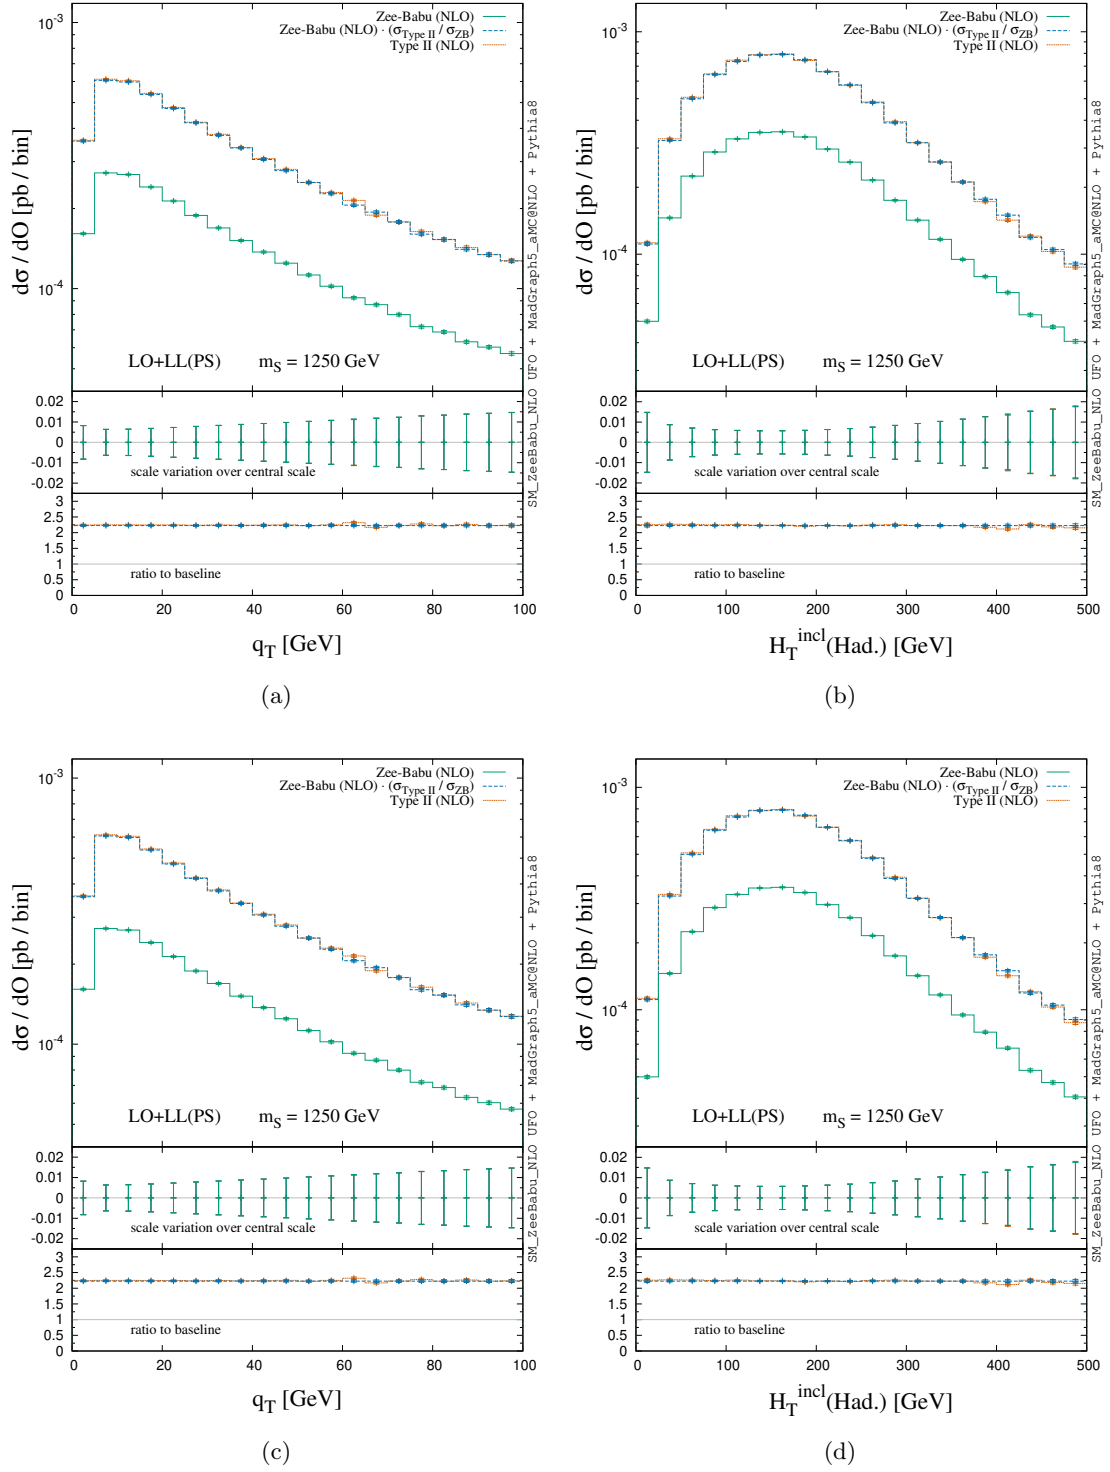 Zee-Babu (NLO)
Zee-Babu (NLO) · (σType II / σZB)
Type II (NLO)
10^-3
10^-4
dσ / dO [pb / bin]
LO+LL(PS) mS = 1250 GeV
0.02
0.01
0
-0.01
-0.02
scale variation over central scale
3
2.5
2
1.5
1
0.5
0
ratio to baseline
0 20 40 60 80 100
qT [GeV]
SM_ZeeBabu_NLO UFO + MadGraph5_aMC@NLO + Pythia8
(a)
Zee-Babu (NLO)
Zee-Babu (NLO) · (σType II / σZB)
Type II (NLO)
10^-3
10^-4
dσ / dO [pb / bin]
LO+LL(PS) mS = 1250 GeV
0.02
0.01
0
-0.01
-0.02
scale variation over central scale
3
2.5
2
1.5
1
0.5
0
ratio to baseline
0 100 200 300 400 500
HT^incl(Had.) [GeV]
SM_ZeeBabu_NLO UFO + MadGraph5_aMC@NLO + Pythia8
(b)
Zee-Babu (NLO)
Zee-Babu (NLO) · (σType II / σZB)
Type II (NLO)
10^-3
10^-4
dσ / dO [pb / bin]
LO+LL(PS) mS = 1250 GeV
0.02
0.01
0
-0.01
-0.02
scale variation over central scale
3
2.5
2
1.5
1
0.5
0
ratio to baseline
0 20 40 60 80 100
qT [GeV]
SM_ZeeBabu_NLO UFO + MadGraph5_aMC@NLO + Pythia8
(c)
Zee-Babu (NLO)
Zee-Babu (NLO) · (σType II / σZB)
Type II (NLO)
10^-3
10^-4
dσ / dO [pb / bin]
LO+LL(PS) mS = 1250 GeV
0.02
0.01
0
-0.01
-0.02
scale variation over central scale
3
2.5
2
1.5
1
0.5
0
ratio to baseline
0 100 200 300 400 500
HT^incl(Had.) [GeV]
SM_ZeeBabu_NLO UFO + MadGraph5_aMC@NLO + Pythia8
(d)